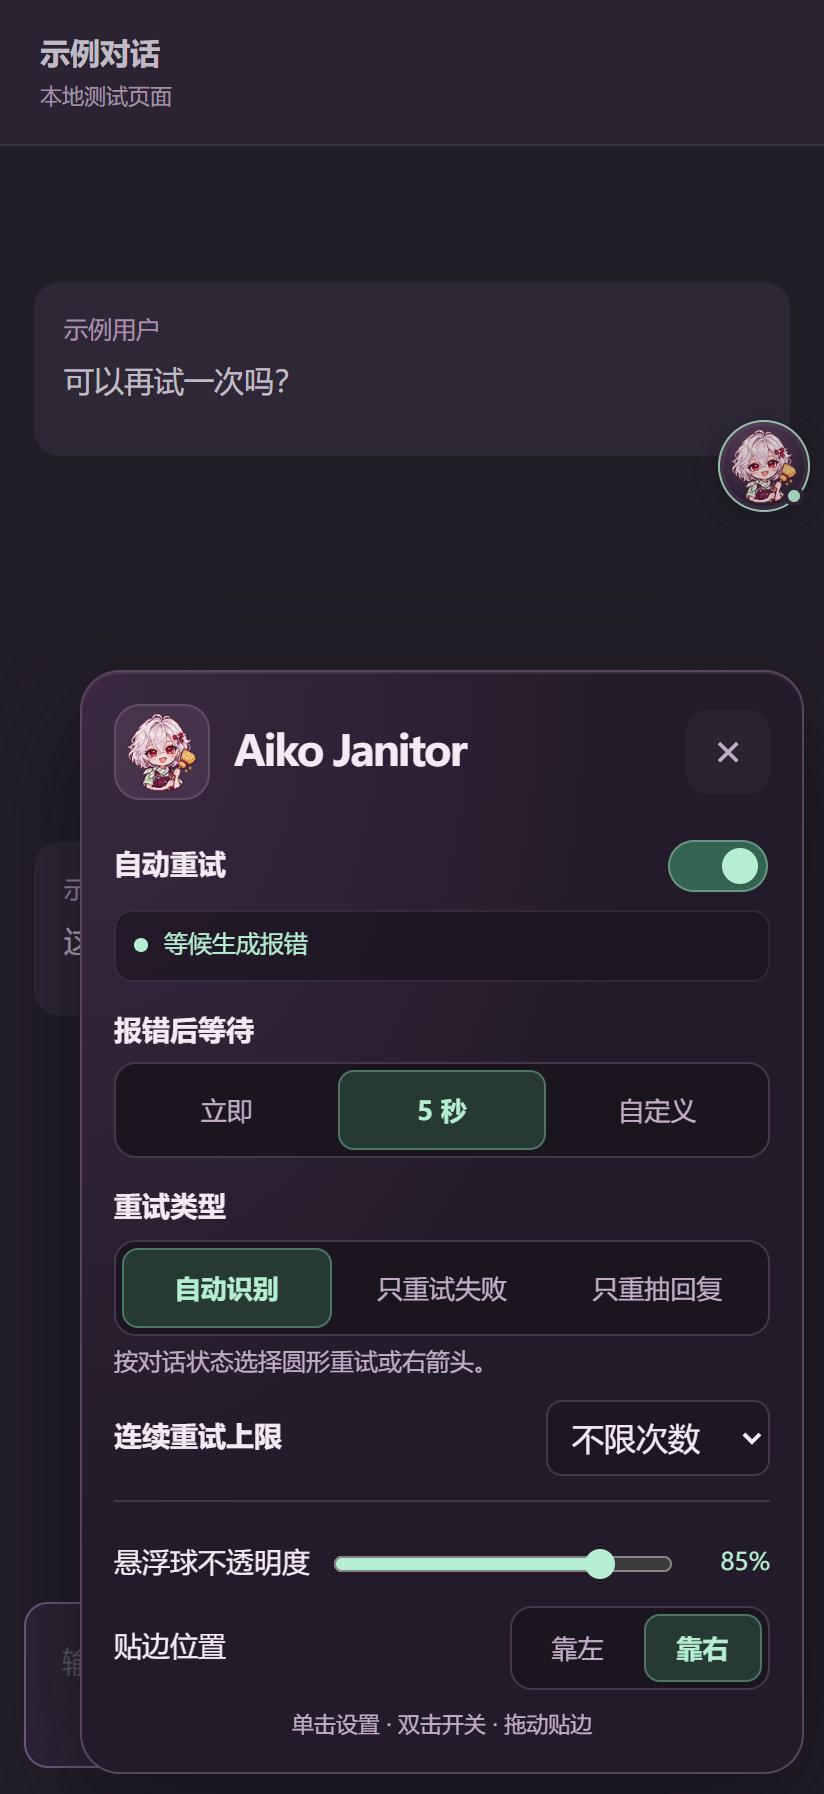 示例对话
本地测试页面
示例用户
可以再试一次吗?
Aiko Janitor
自动重试
等候生成报错
报错后等待
立即 5 秒 自定义
重试类型
自动识别 只重试失败 只重抽回复
按对话状态选择圆形重试或右箭头。
连续重试上限 不限次数
悬浮球不透明度 85%
贴边位置 靠左 靠右
单击设置 · 双击开关 · 拖动贴边